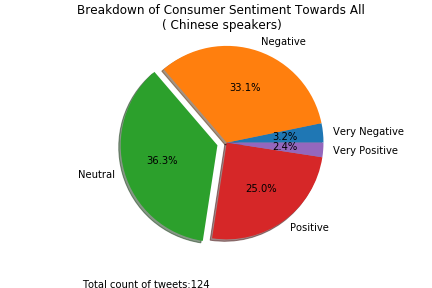 Breakdown of Consumer Sentiment Towards All
( Chinese speakers)
Negative
33.1%
Very Negative
3.2%
2.4%
Very Positive
36.3%
Neutral
25.0%
Positive
Total count of tweets:124